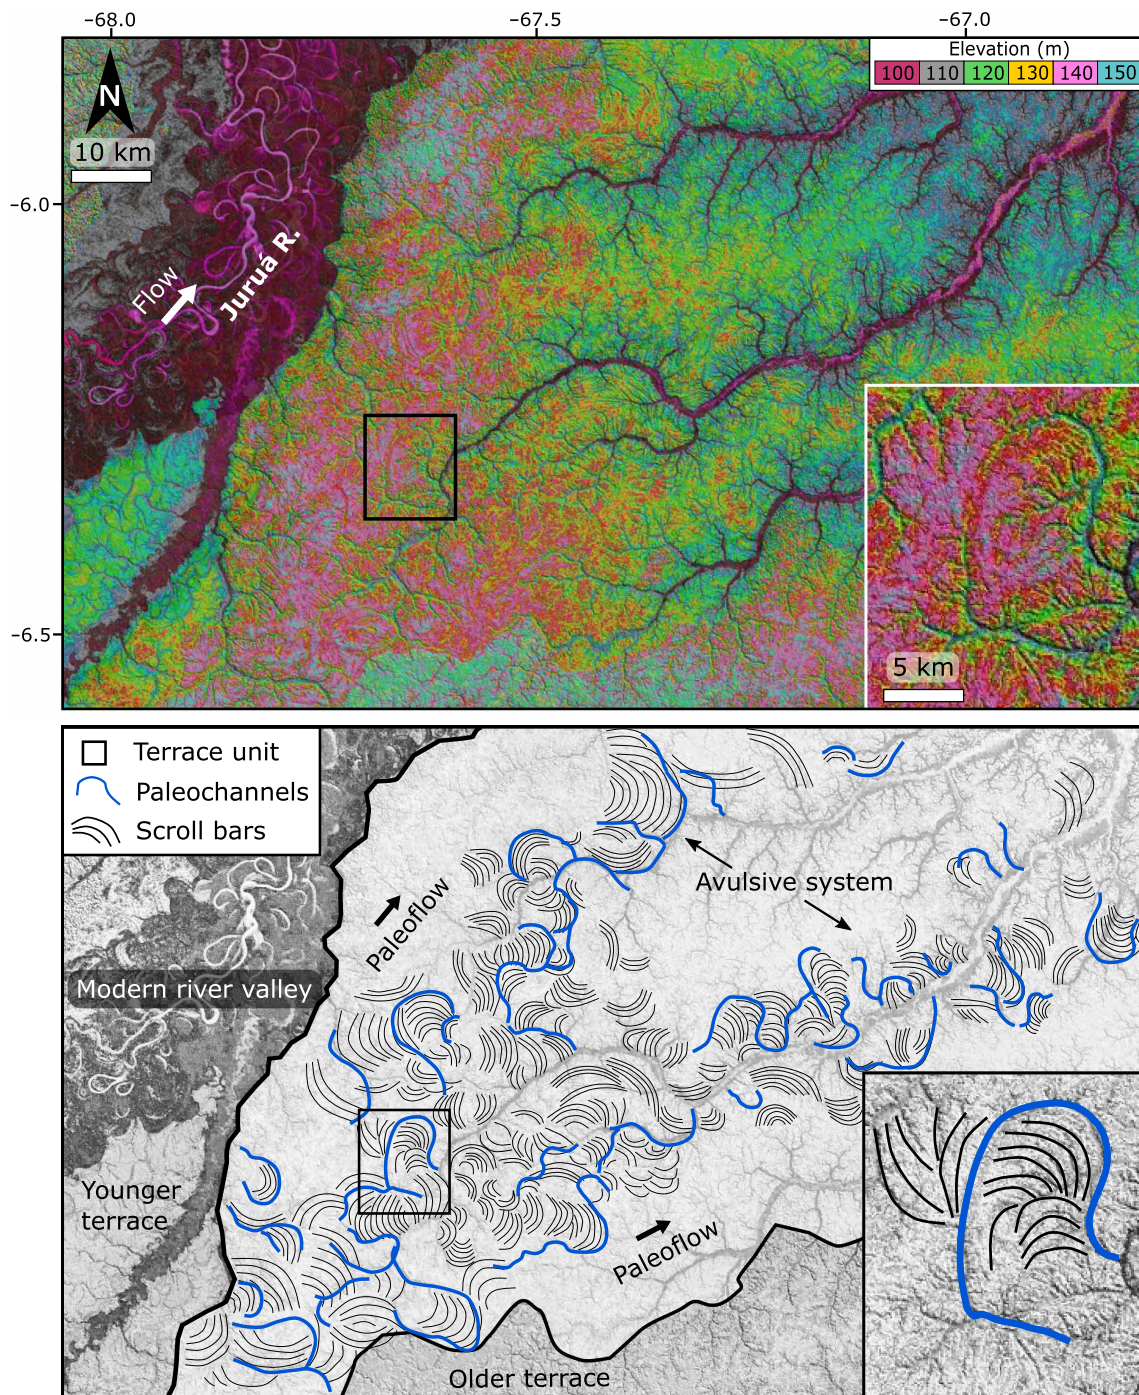 -68.0
-67.5
-67.0
Elevation (m)
100 110 120 130 140 150
N
10 km
-6.0
Flow
Juruá R.
-6.5
5 km
Terrace unit
Paleochannels
Scroll bars
Avulsive system
Paleoflow
Modern river valley
Younger
terrace
Paleoflow
Older terrace